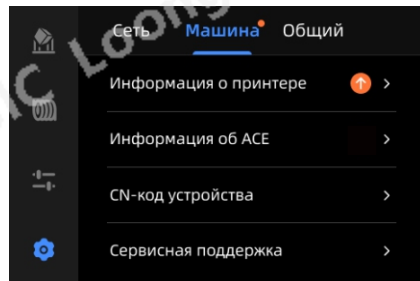 Сеть Машина Общий
Информация о принтере
Информация об ACE
CN-код устройства
Сервисная поддержка